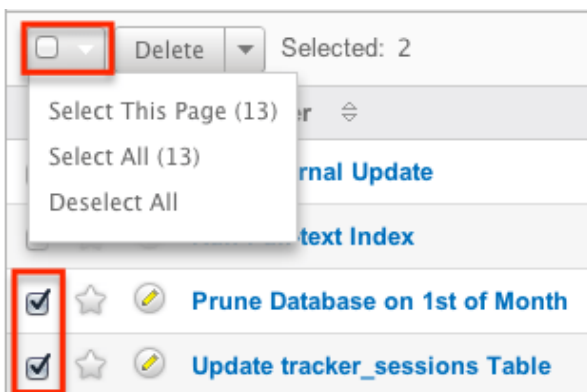 Delete Selected: 2
Select This Page (13)
Select All (13)
Deselect All
rnal Update
text Index
Prune Database on 1st of Month
Update tracker_sessions Table